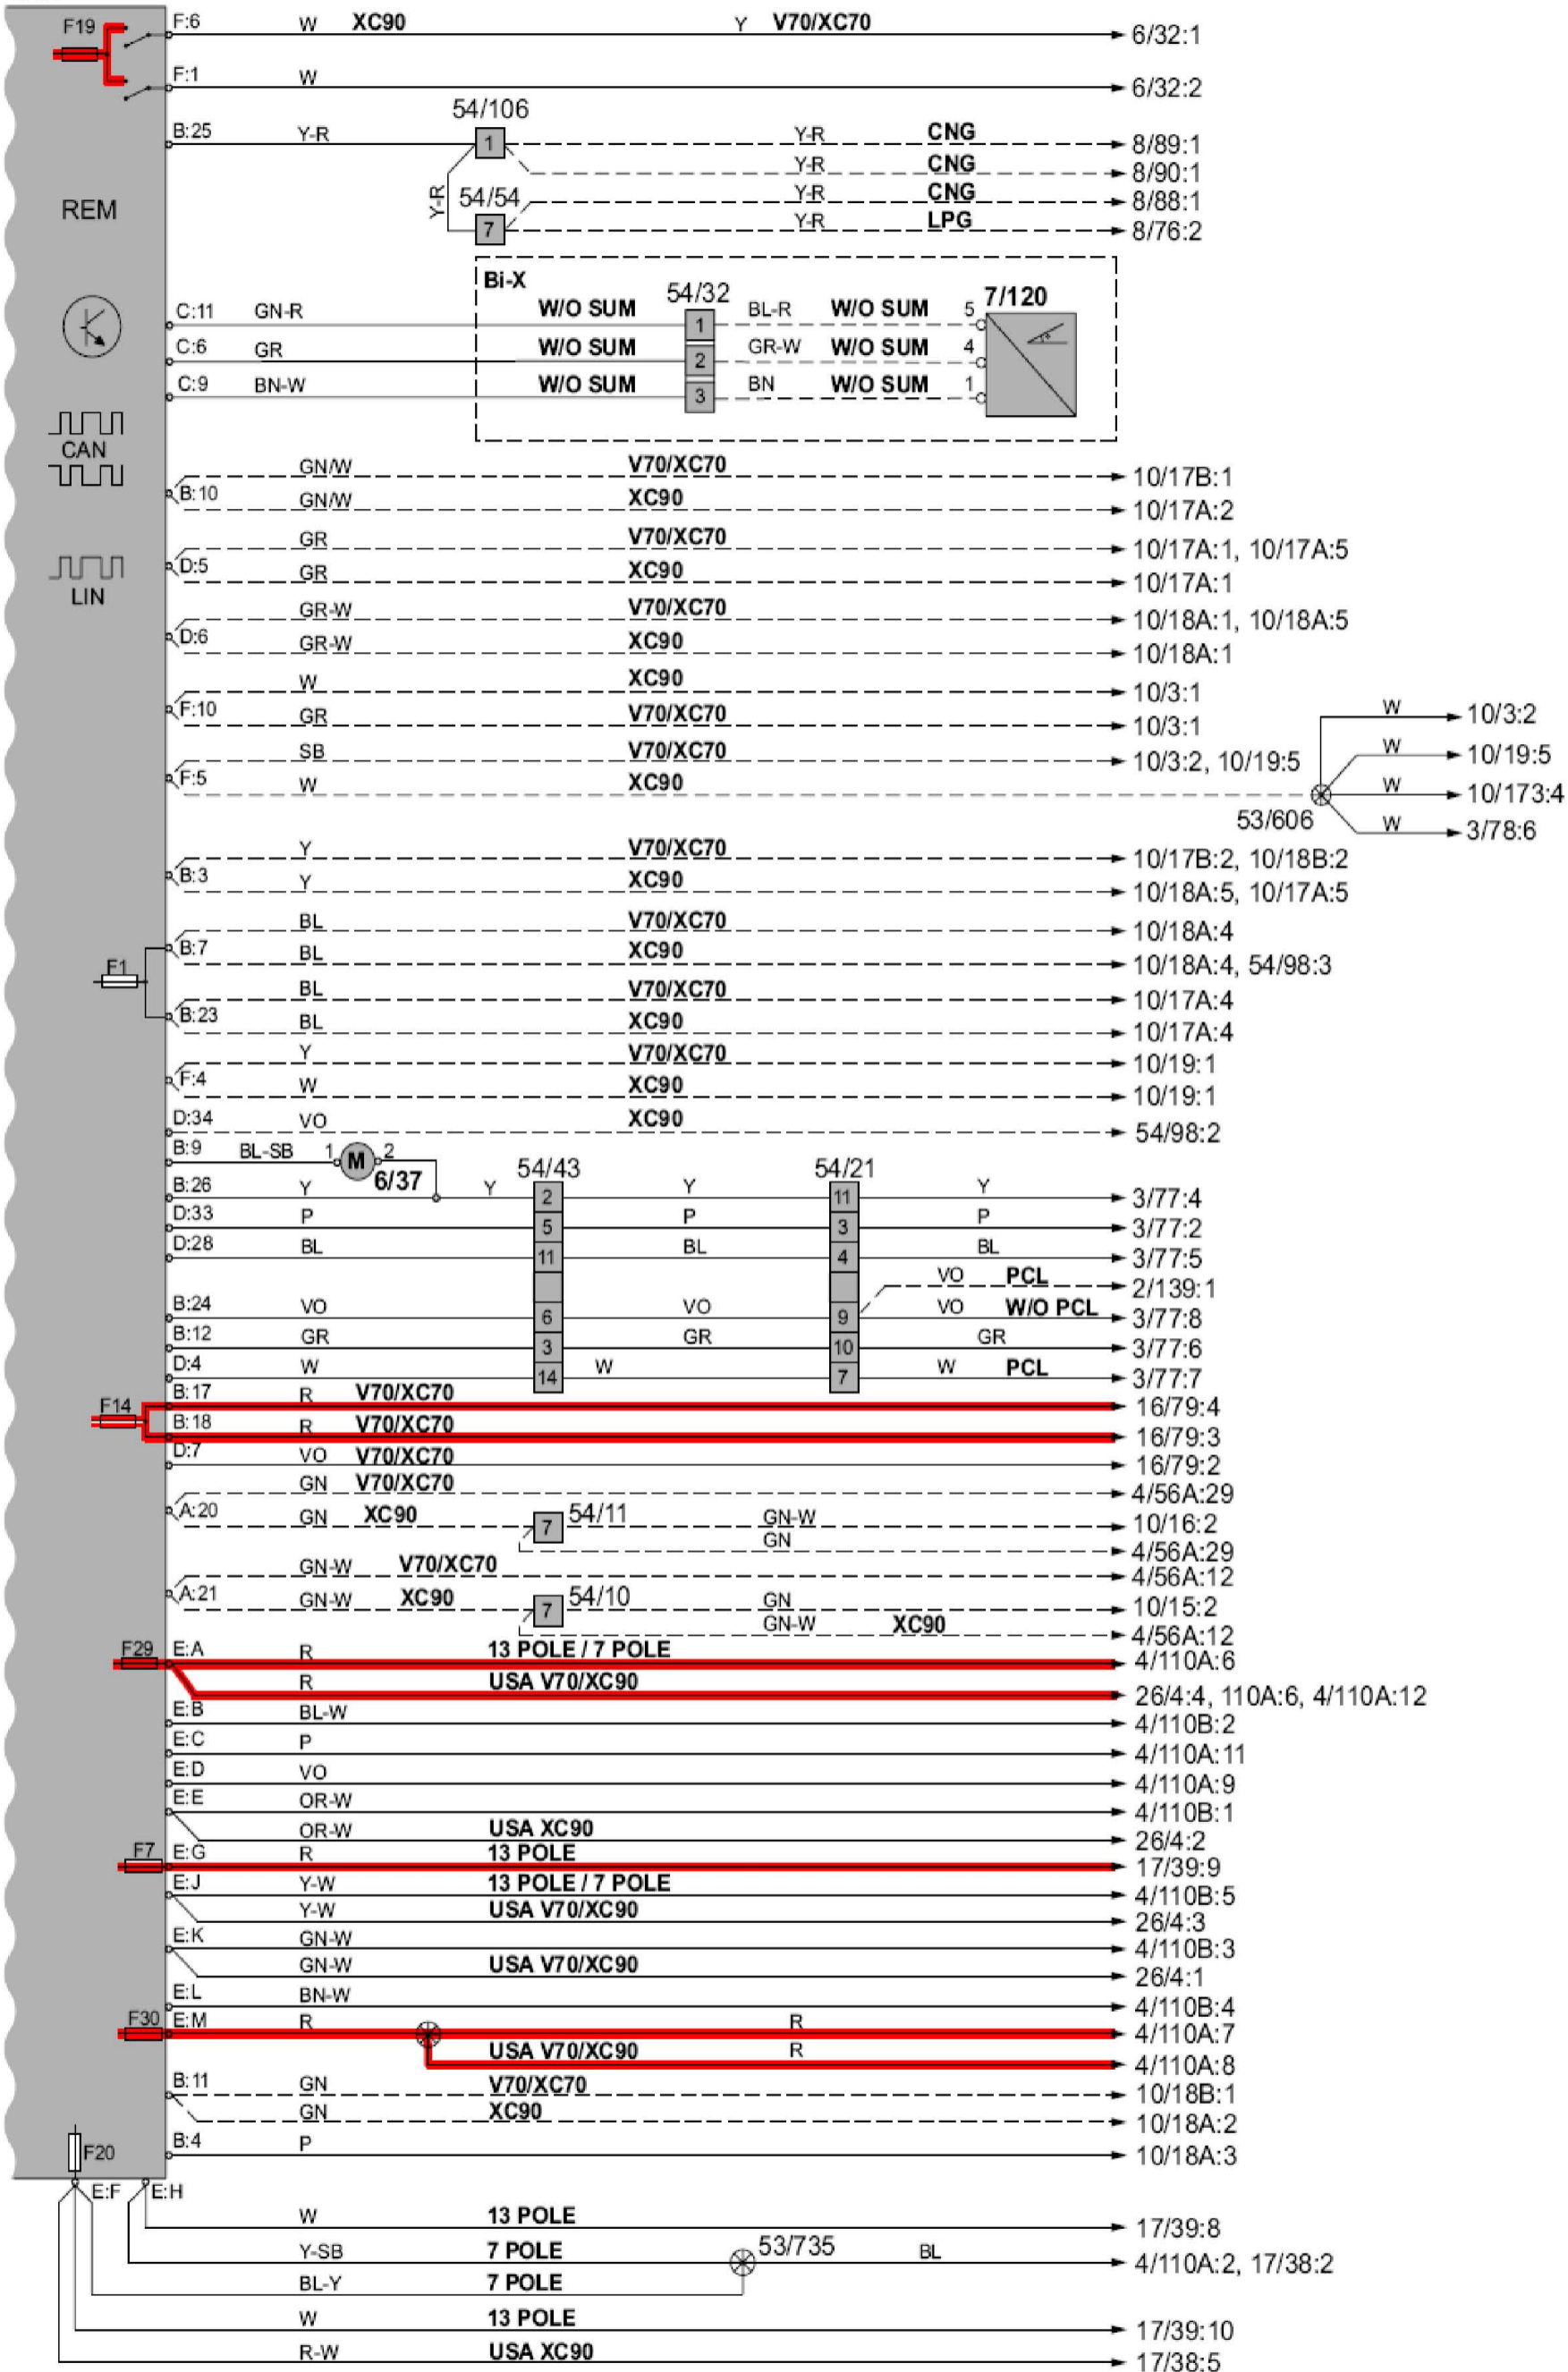 F19 F:6 W XC90 Y V70/XC70 6/32:1
F:1 W 6/32:2
54/106
B:25 Y-R 1 Y-R CNG 8/89:1
Y-R CNG 8/90:1
REM Y-R 54/54 Y-R CNG 8/88:1
7 Y-R LPG 8/76:2
Bi-X
54/32 7/120
C:11 GN-R W/O SUM 1 BL-R W/O SUM 5
C:6 GR W/O SUM 2 GR-W W/O SUM 4
C:9 BN-W W/O SUM 3 BN W/O SUM 1
CAN
GN/W V70/XC70 10/17B:1
B:10 GN/W XC90 10/17A:2
GR V70/XC70 10/17A:1, 10/17A:5
D:5 GR XC90 10/17A:1
LIN
GR-W V70/XC70 10/18A:1, 10/18A:5
D:6 GR-W XC90 10/18A:1
W XC90 10/3:1
F:10 GR V70/XC70 10/3:1
W 10/3:2
SB V70/XC70 10/3:2, 10/19:5
W 10/19:5
F:5 W XC90 53/606 W 10/173:4
W 3/78:6
Y V70/XC70 10/17B:2, 10/18B:2
B:3 Y XC90 10/18A:5, 10/17A:5
BL V70/XC70 10/18A:4
B:7 BL XC90 10/18A:4, 54/98:3
F1
BL V70/XC70 10/17A:4
B:23 BL XC90 10/17A:4
Y V70/XC70 10/19:1
F:4 W XC90 10/19:1
D:34 VO XC90 54/98:2
B:9 BL-SB 1 M 2 6/37
54/43 54/21
B:26 Y Y 2 Y 11 Y 3/77:4
D:33 P 5 P 3 P 3/77:2
D:28 BL 11 BL 4 BL 3/77:5
VO PCL 2/139:1
B:24 VO 6 VO 9 VO W/O PCL 3/77:8
B:12 GR 3 GR 10 GR 3/77:6
D:4 W 14 W 7 W PCL 3/77:7
F14 B:17 R V70/XC70 16/79:4
B:18 R V70/XC70 16/79:3
D:7 VO V70/XC70 16/79:2
GN V70/XC70 4/56A:29
A:20 GN XC90 7 54/11 GN-W 10/16:2
GN 4/56A:29
GN-W V70/XC70 4/56A:12
A:21 GN-W XC90 7 54/10 GN 10/15:2
GN-W XC90 4/56A:12
F29 E:A R 13 POLE / 7 POLE 4/110A:6
R USA V70/XC90 26/4:4, 110A:6, 4/110A:12
E:B BL-W 4/110B:2
E:C P 4/110A:11
E:D VO 4/110A:9
E:E OR-W 4/110B:1
OR-W USA XC90 26/4:2
F7 E:G R 13 POLE 17/39:9
E:J Y-W 13 POLE / 7 POLE 4/110B:5
Y-W USA V70/XC90 26/4:3
E:K GN-W 4/110B:3
GN-W USA V70/XC90 26/4:1
E:L BN-W 4/110B:4
F30 E:M R R 4/110A:7
USA V70/XC90 R 4/110A:8
B:11 GN V70/XC70 10/18B:1
GN XC90 10/18A:2
F20 B:4 P 10/18A:3
E:F E:H
W 13 POLE 17/39:8
Y-SB 7 POLE 53/735 BL 4/110A:2, 17/38:2
BL-Y 7 POLE
W 13 POLE 17/39:10
R-W USA XC90 17/38:5